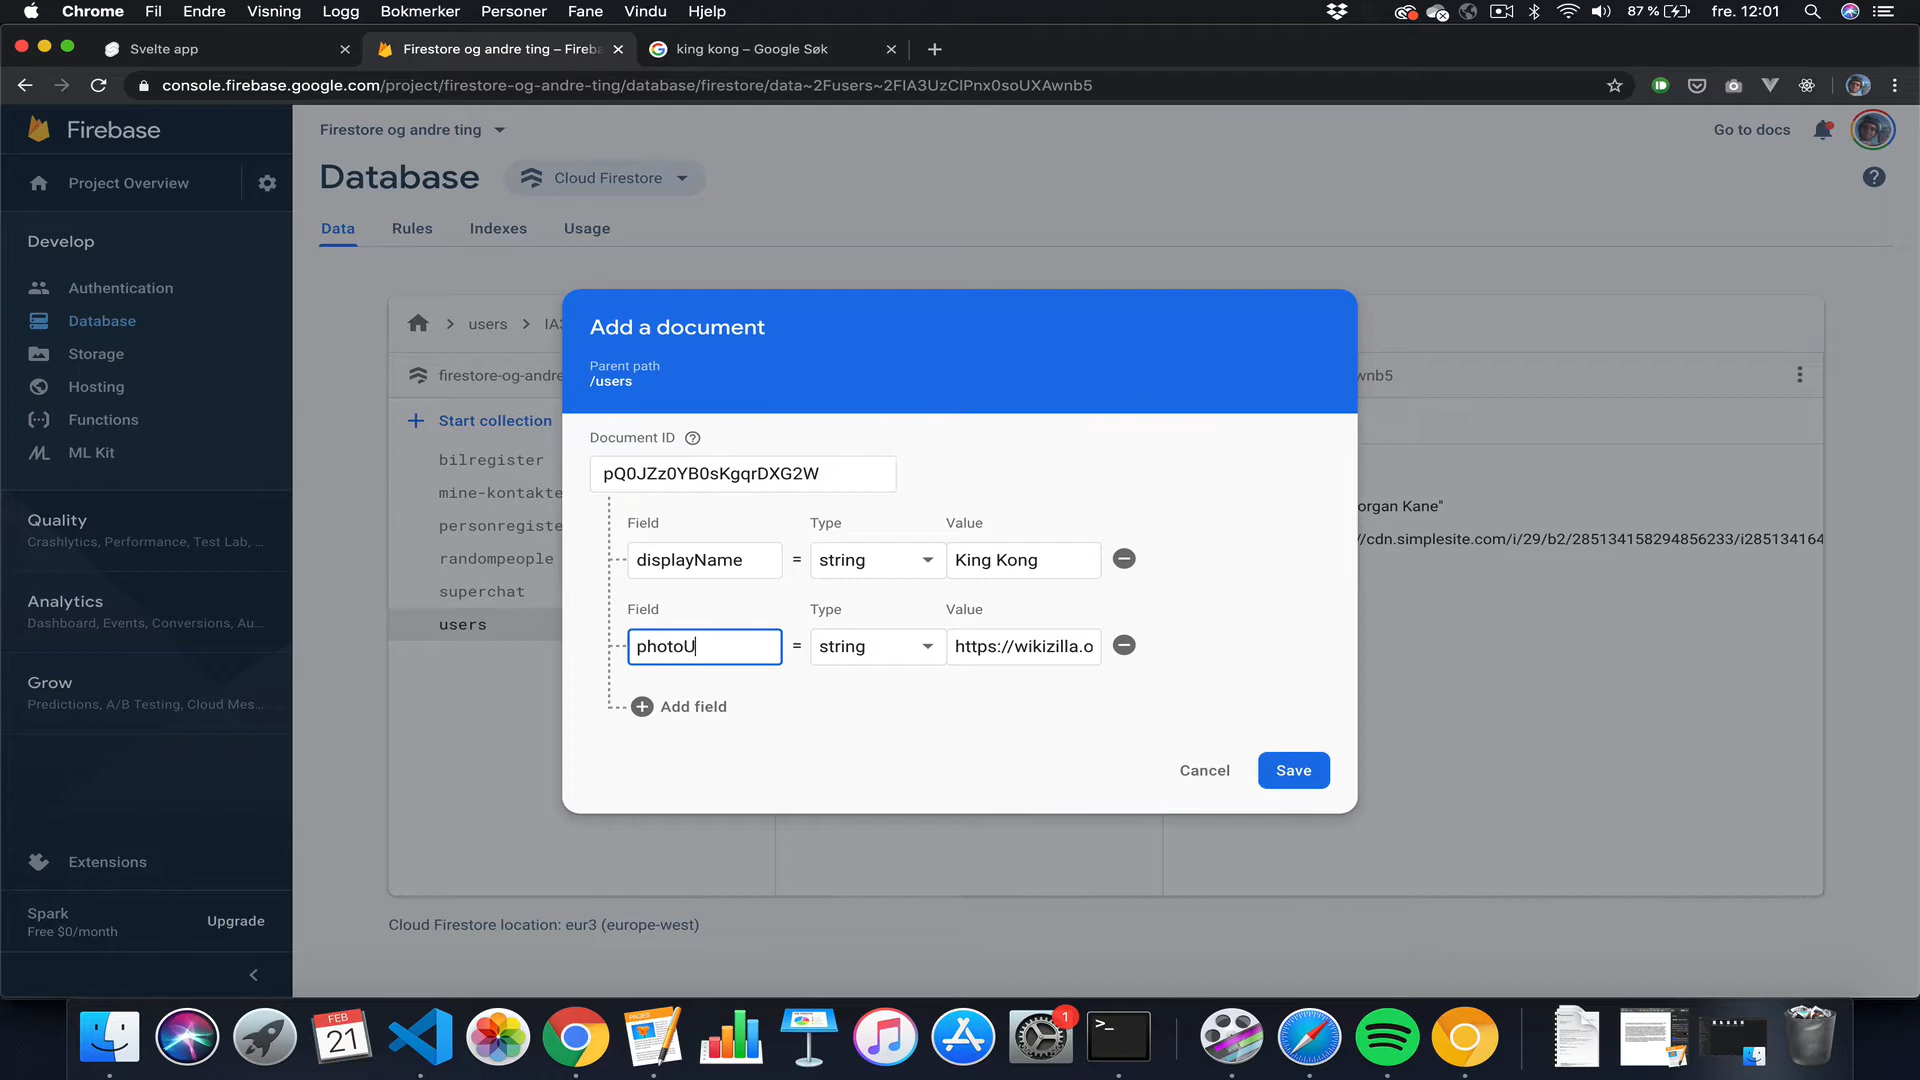 Chrome Fil Endre Visning Logg Bokmerker Personer Fane Vindu Hjelp 87 % fre. 12:01
Svelte app
Firestore og andre ting – Fireba
king kong – Google Søk
console.firebase.google.com/project/firestore-og-andre-ting/database/firestore/data~2Fusers~2FIA3UzClPnx0soUXAwnb5
Firebase
Firestore og andre ting
Go to docs
Project Overview
Database
Cloud Firestore
Data Rules Indexes Usage
Develop
Authentication
Database
Storage
Hosting
Functions
ML Kit
Quality
Crashlytics, Performance, Test Lab, ...
Analytics
Dashboard, Events, Conversions, Au...
Grow
Predictions, A/B Testing, Cloud Mes...
Extensions
Spark
Free $0/month
Upgrade
users IA3
firestore-og-andre
wnb5
Start collection
bilregister
mine-kontakte
personregiste
randompeople
superchat
users
organ Kane"
//cdn.simplesite.com/i/29/b2/285134158294856233/i285134164
Add a document
Parent path
/users
Document ID
pQ0JZz0YB0sKgqrDXG2W
Field Type Value
displayName = string King Kong
Field Type Value
photoU = string https://wikizilla.o
Add field
Cancel Save
Cloud Firestore location: eur3 (europe-west)
FEB
21
PAGES
1
>_